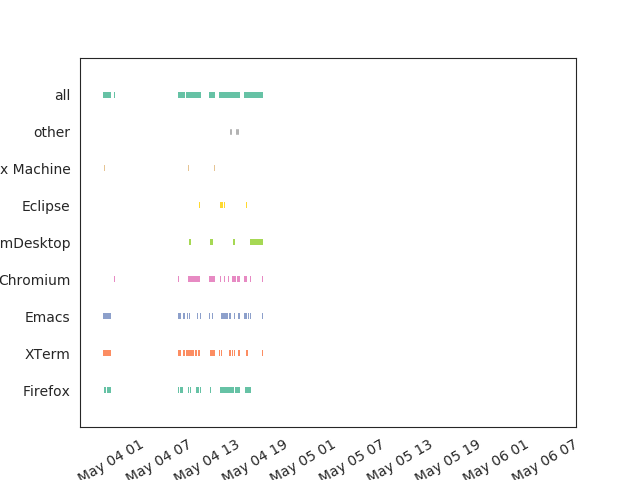 all
other
x Machine
Eclipse
mDesktop
Chromium
Emacs
XTerm
Firefox
May 04 01
May 04 07
May 04 13
May 04 19
May 05 01
May 05 07
May 05 13
May 05 19
May 06 01
May 06 07